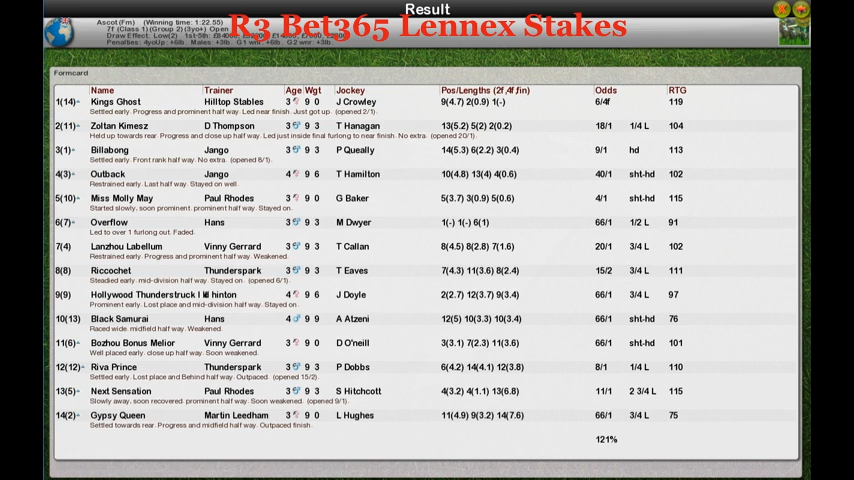 Result
R3 Bet365 Lennex Stakes
Ascot (Fm) (Winning time: 1:22.55)
7f (Class 1) (Group 2) (3yo+) Open
Draw Effect: Low(2) 1st-5th:
Penalties: 4yoUp: +6lb. Males: +3lb. G1 wnr: +6lb. G2 wnr: +3lb.
Formcard
Name Trainer Age Wgt Jockey Pos/Lengths (2f,4f,fin) Odds RTG
1(14) Kings Ghost Hilltop Stables 3 9 0 J Crowley 9(4.7) 2(0.9) 1(-) 6/4f 119
Settled early. Progress and prominent half way. Led near finish. Just got up. (opened 2/1).
2(11) Zoltan Kimesz D Thompson 3 9 3 T Hanagan 13(5.2) 5(2) 2(0.2) 18/1 1/4 L 104
Held up towards rear. Progress and close up half way. Led just inside final furlong to near finish. No extra. (opened 20/1).
3(1) Billabong Jango 3 9 3 P Queally 14(5.3) 6(2.2) 3(0.4) 9/1 hd 113
Settled early. Front rank half way. No extra. (opened 8/1).
4(3) Outback Jango 4 9 6 T Hamilton 10(4.8) 13(4) 4(0.6) 40/1 sht-hd 102
Restrained early. Last half way. Stayed on well.
5(10) Miss Molly May Paul Rhodes 3 9 0 G Baker 5(3.7) 3(0.9) 5(0.6) 4/1 sht-hd 115
Started slowly, soon prominent. prominent half way. Stayed on.
6(7) Overflow Hans 3 9 3 M Dwyer 1(-) 1(-) 6(1) 66/1 1/2 L 91
Led to over 1 furlong out. Faded.
7(4) Lanzhou Labellum Vinny Gerrard 3 9 3 T Callan 8(4.5) 8(2.8) 7(1.6) 20/1 3/4 L 102
Restrained early. Progress and prominent half way. Weakened.
8(8) Riccochet Thunderspark 3 9 3 T Eaves 7(4.3) 11(3.6) 8(2.4) 15/2 3/4 L 111
Steadied early. mid-division half way. Stayed on. (opened 6/1).
9(9) Hollywood Thunderstruck hinton 4 9 6 J Doyle 2(2.7) 12(3.7) 9(3.4) 66/1 3/4 L 97
Prominent early. Lost place and mid-division half way. Stayed on.
10(13) Black Samurai Hans 4 9 9 A Atzeni 12(5) 10(3.3) 10(3.4) 66/1 sht-hd 76
Raced wide. midfield half way. Weakened.
11(6) Bozhou Bonus Melior Vinny Gerrard 3 9 0 D O'neill 3(3.1) 7(2.3) 11(3.6) 66/1 sht-hd 101
Well placed early. close up half way. Soon weakened.
12(12) Riva Prince Thunderspark 3 9 3 P Dobbs 6(4.2) 14(4.1) 12(3.8) 8/1 1/4 L 110
Settled early. Lost place and Behind half way. Outpaced. (opened 15/2).
13(5) Next Sensation Paul Rhodes 3 9 3 S Hitchcott 4(3.2) 4(1.1) 13(6.8) 11/1 2 3/4 L 115
Slowly away, soon recovered. prominent half way. Soon weakened. (opened 9/1).
14(2) Gypsy Queen Martin Leedham 3 9 0 L Hughes 11(4.9) 9(3.2) 14(7.6) 66/1 3/4 L 75
Settled towards rear. Progress and midfield half way. Outpaced finish.
121%